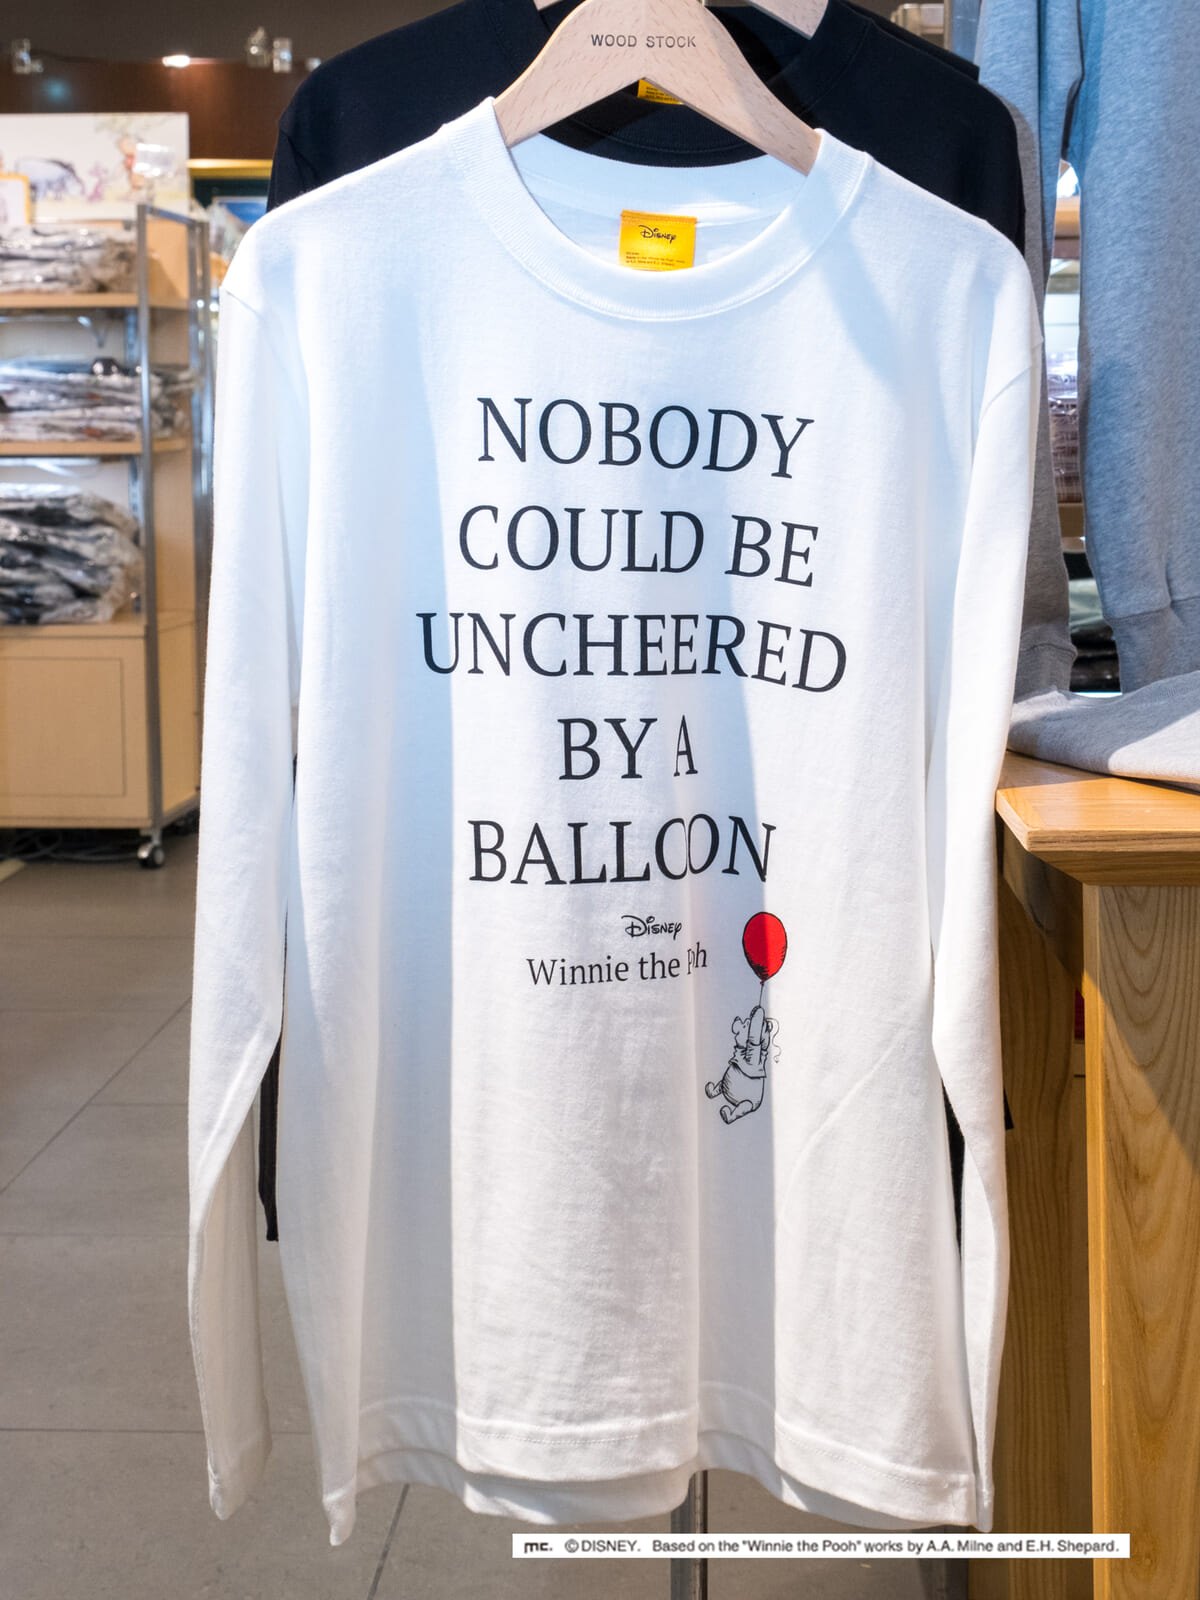 WOOD STOCK
Disney
NOBODY
COULD BE
UNCHEERED
BY A
BALLOON
Disney
Winnie the Pooh
mc. ©DISNEY. Based on the "Winnie the Pooh" works by A.A. Milne and E.H. Shepard.